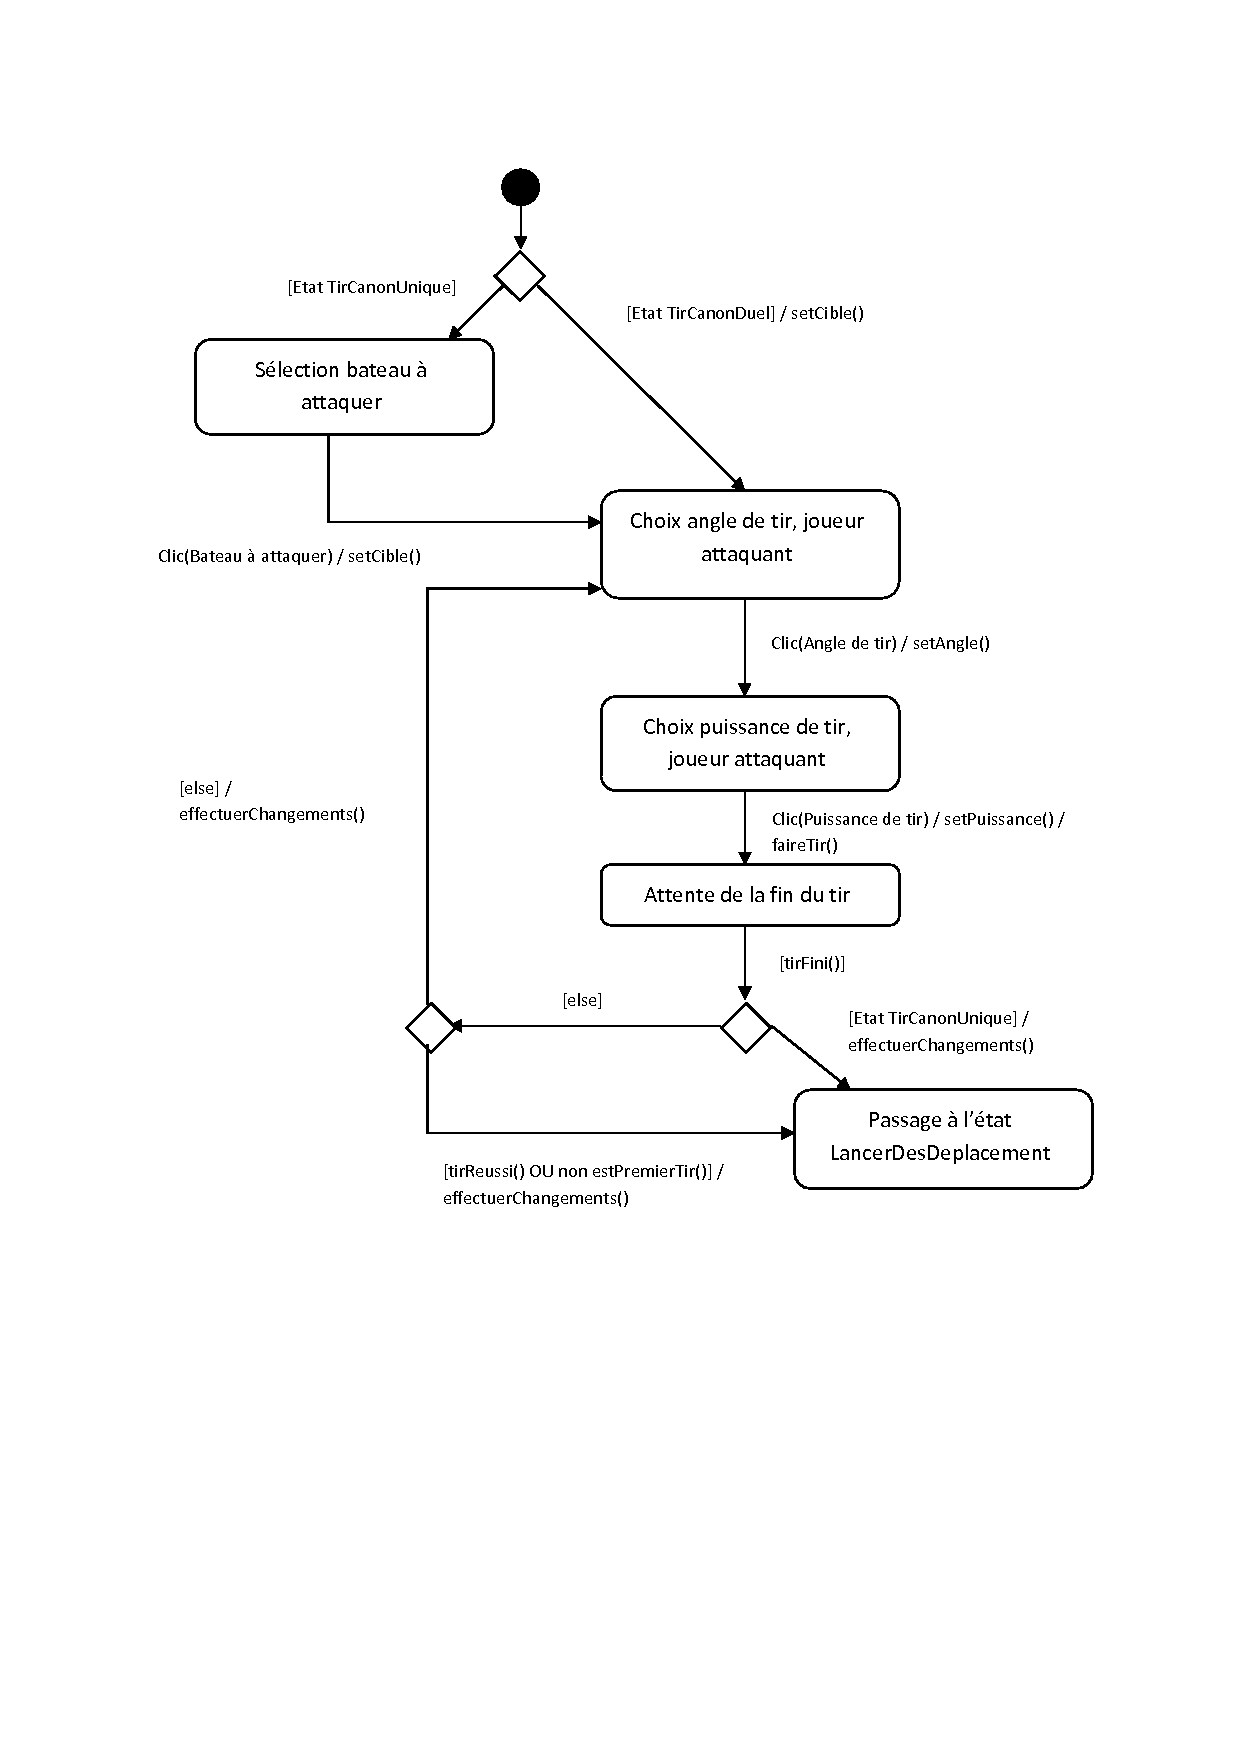 [Etat TirCanonUnique]
[Etat TirCanonDuel] / setCible()
Sélection bateau à
attaquer
Choix angle de tir, joueur
attaquant
Clic(Bateau à attaquer) / setCible()
Clic(Angle de tir) / setAngle()
Choix puissance de tir,
joueur attaquant
[else] /
effectuerChangements()
Clic(Puissance de tir) / setPuissance() /
faireTir()
Attente de la fin du tir
[tirFini()]
[else]
[Etat TirCanonUnique] /
effectuerChangements()
Passage à l’état
LancerDesDeplacement
[tirReussi() OU non estPremierTir()] /
effectuerChangements()